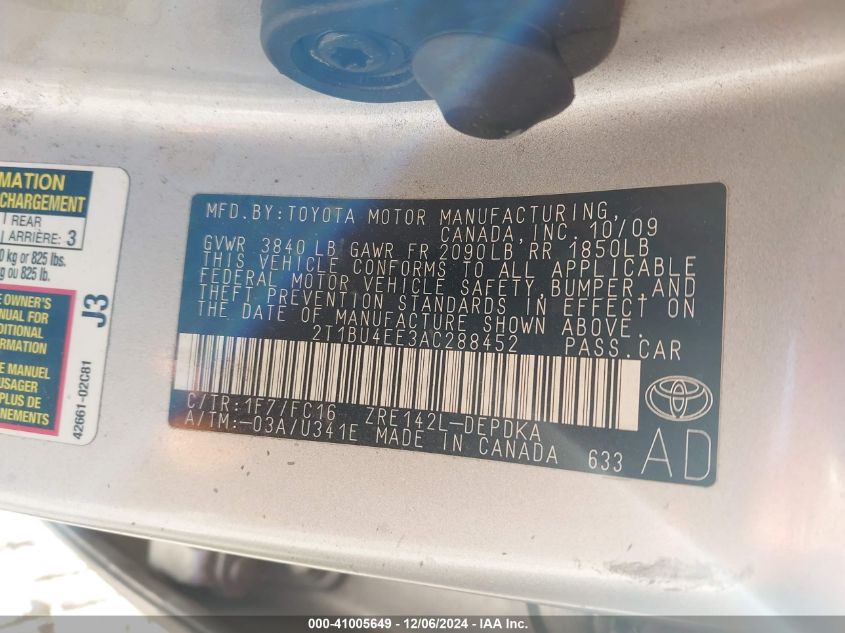 MATION
CHARGEMENT
REAR
ARRIÈRE: 3
0 kg or 825 lbs.
g ou 825 lb.
E OWNER'S
NUAL FOR
DITIONAL
ORMATION
LE MANUEL
USAGER
PLUS DE
NEMENTS
J3
42661-02C81
MFD.BY:TOYOTA MOTOR MANUFACTURING,
CANADA,INC. 10/09
GVWR 3840 LB GAWR FR 2090LB RR 1850LB
THIS VEHICLE CONFORMS TO ALL APPLICABLE
FEDERAL MOTOR VEHICLE SAFETY,BUMPER,AND
THEFT PREVENTION STANDARDS IN EFFECT ON
THE DATE OF MANUFACTURE SHOWN ABOVE.
2T1BU4EE3AC288452 PASS.CAR
C/TR:1F7/FC16 ZRE142L-DEPDKA
A/TM:-03A/U341E MADE IN CANADA 633
AD
000-41005649 - 12/06/2024 - IAA Inc.